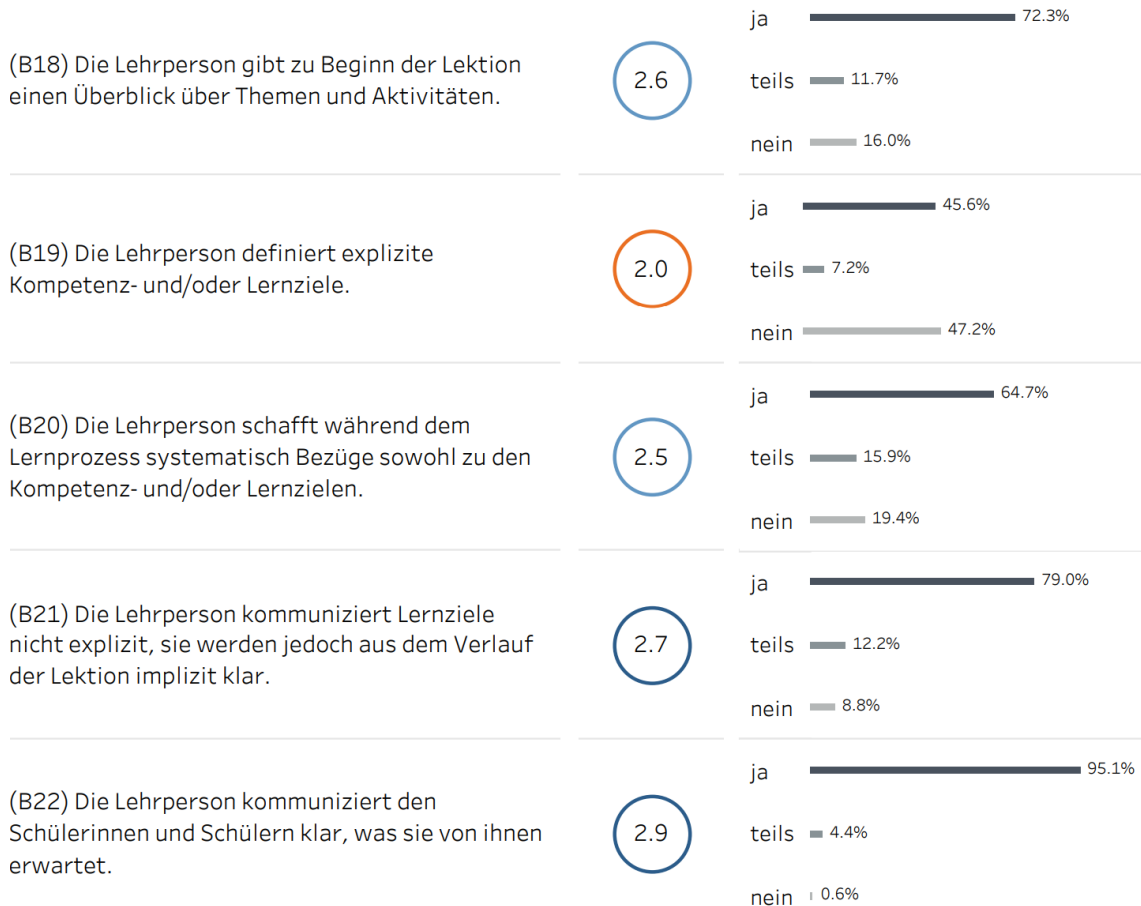 ja 72.3%
(B18) Die Lehrperson gibt zu Beginn der Lektion
einen Überblick über Themen und Aktivitäten.
2.6
teils 11.7%
nein 16.0%
ja 45.6%
(B19) Die Lehrperson definiert explizite
Kompetenz- und/oder Lernziele.
2.0
teils 7.2%
nein 47.2%
ja 64.7%
(B20) Die Lehrperson schafft während dem
Lernprozess systematisch Bezüge sowohl zu den
Kompetenz- und/oder Lernzielen.
2.5
teils 15.9%
nein 19.4%
ja 79.0%
(B21) Die Lehrperson kommuniziert Lernziele
nicht explizit, sie werden jedoch aus dem Verlauf
der Lektion implizit klar.
2.7
teils 12.2%
nein 8.8%
ja 95.1%
(B22) Die Lehrperson kommuniziert den
Schülerinnen und Schülern klar, was sie von ihnen
erwartet.
2.9
teils 4.4%
nein 0.6%